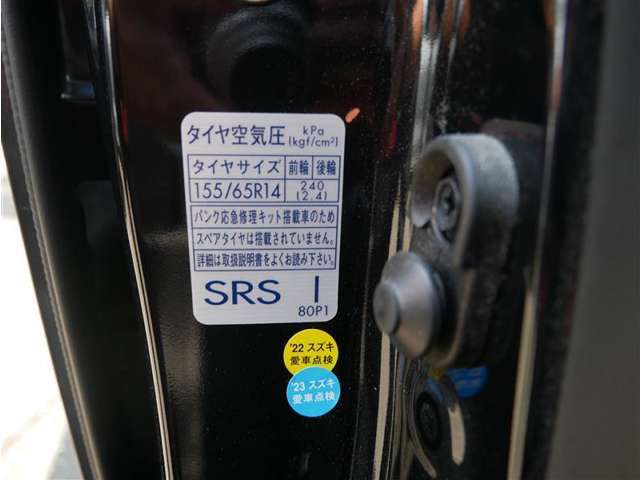 タイヤ空気圧 kPa
(kgf/cm²)
タイヤサイズ 前輪 後輪
155/65R14 240
(2.4)
パンク応急修理キット搭載車のため
スペアタイヤは搭載されていません。
詳細は取扱説明書をよくお読み下さい。
SRS I
80P1
'22 スズキ
愛車点検
'23 スズキ
愛車点検